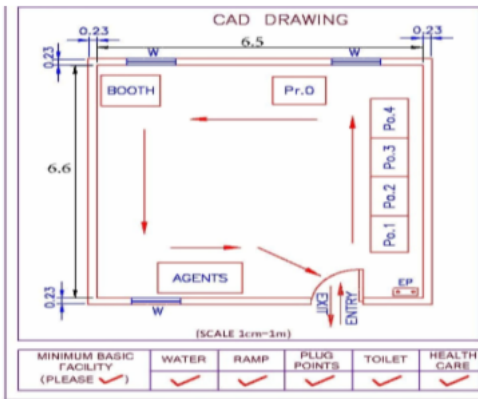 CAD DRAWING
0.23
6.5
0.23
W
W
0.23
BOOTH
Pr.O
Po.4
Po.3
Po.2
Po.1
6.6
AGENTS
EP
0.23
W
EXIT
ENTRY
(SCALE 1cm-1m)
MINIMUM BASIC
FACILITY
(PLEASE ✓)
WATER
RAMP
PLUG
POINTS
TOILET
HEALTH
CARE
✓ ✓ ✓ ✓ ✓